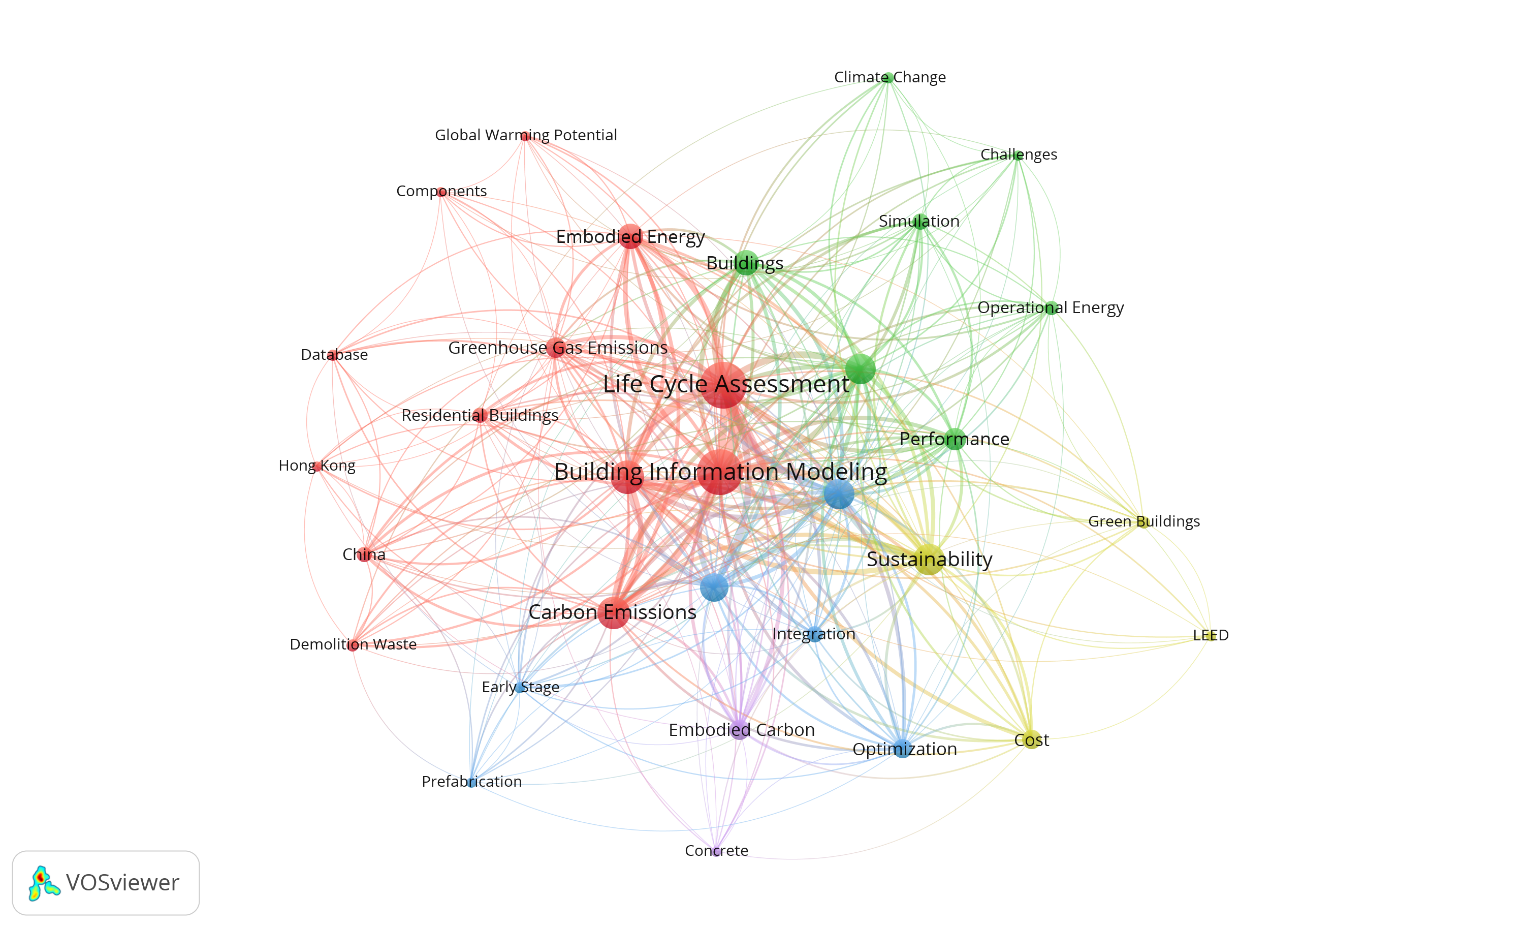 Climate Change
Global Warming Potential
Challenges
Components
Simulation
Embodied Energy
Buildings
Operational Energy
Greenhouse Gas Emissions
Database
Life Cycle Assessment
Residential Buildings
Performance
Hong Kong
Building Information Modeling
Green Buildings
China
Sustainability
Carbon Emissions
Integration
LEED
Demolition Waste
Early Stage
Embodied Carbon
Optimization
Cost
Prefabrication
Concrete
VOSviewer